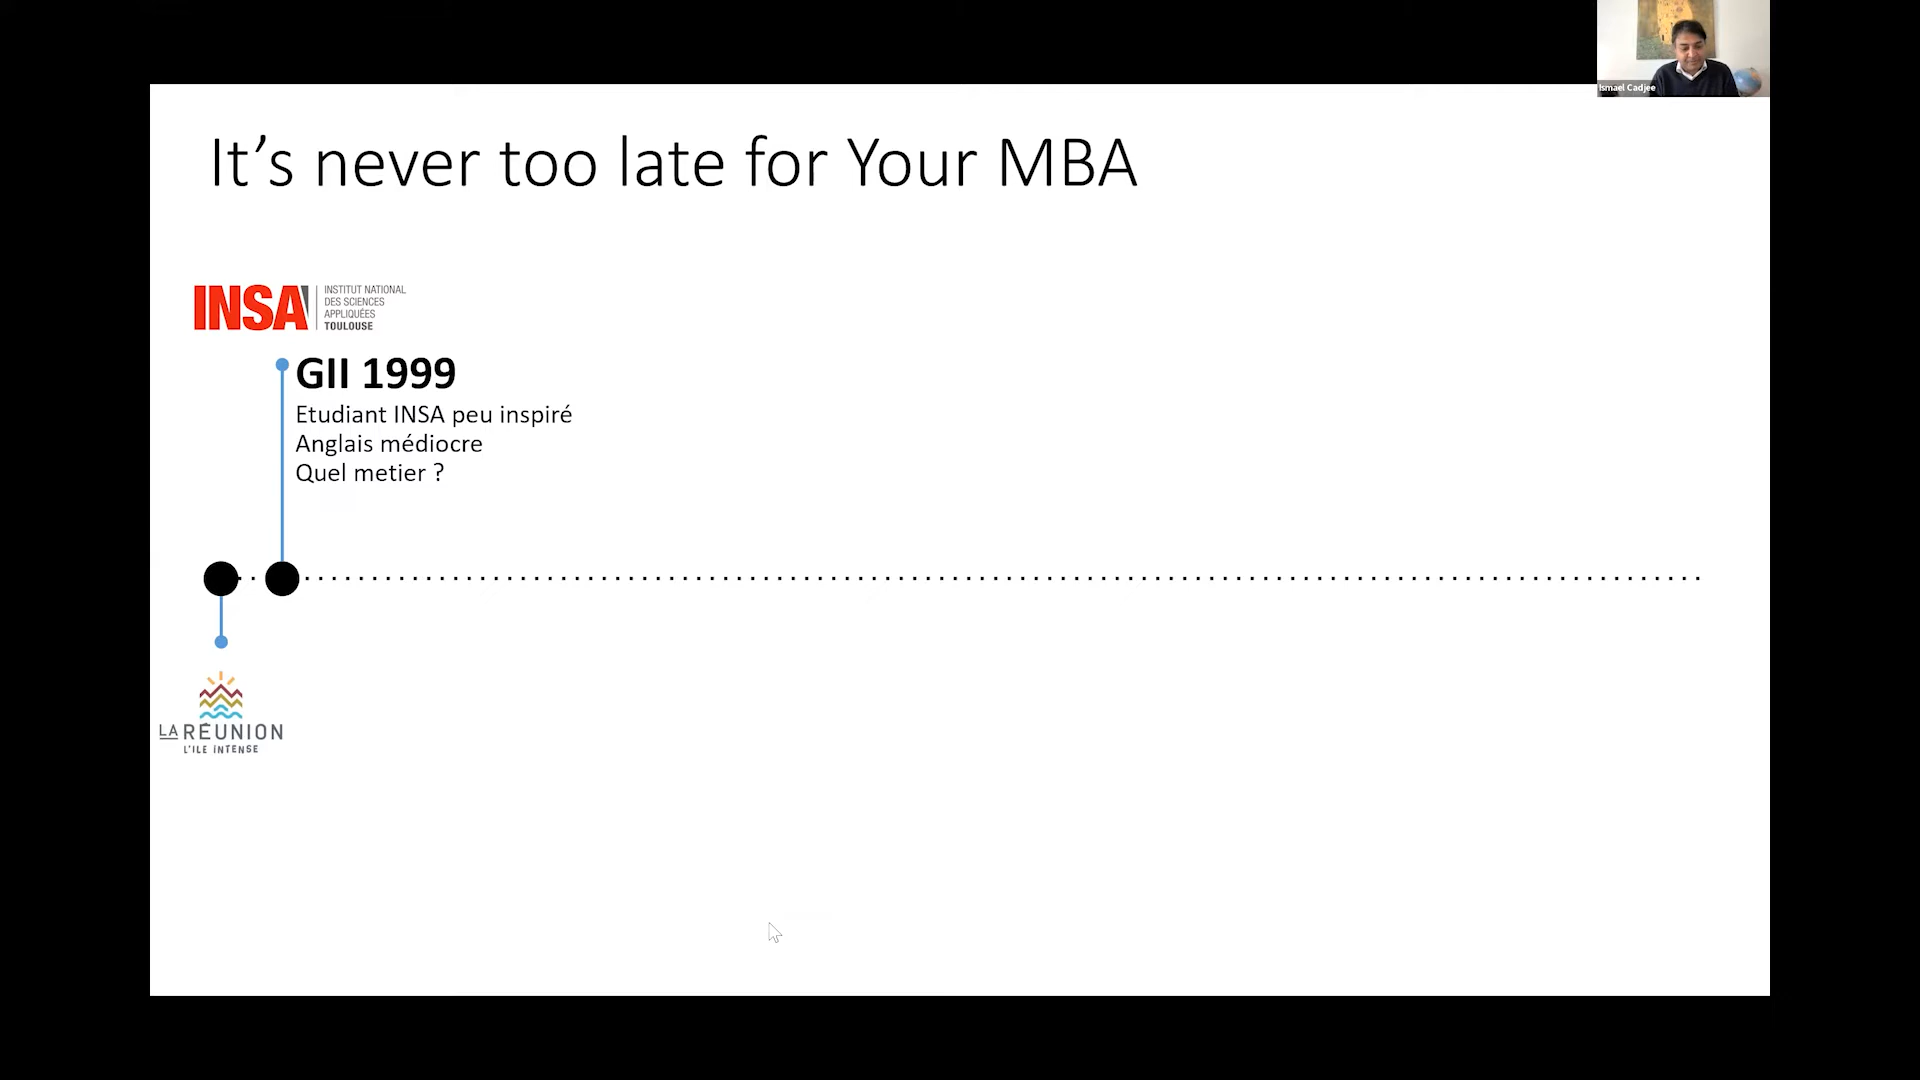 Ismael Cadjee
It’s never too late for Your MBA
INSA
INSTITUT NATIONAL
DES SCIENCES
APPLIQUÉES
TOULOUSE
GII 1999
Etudiant INSA peu inspiré
Anglais médiocre
Quel metier ?
LA RÉUNION
L'ILE INTENSE